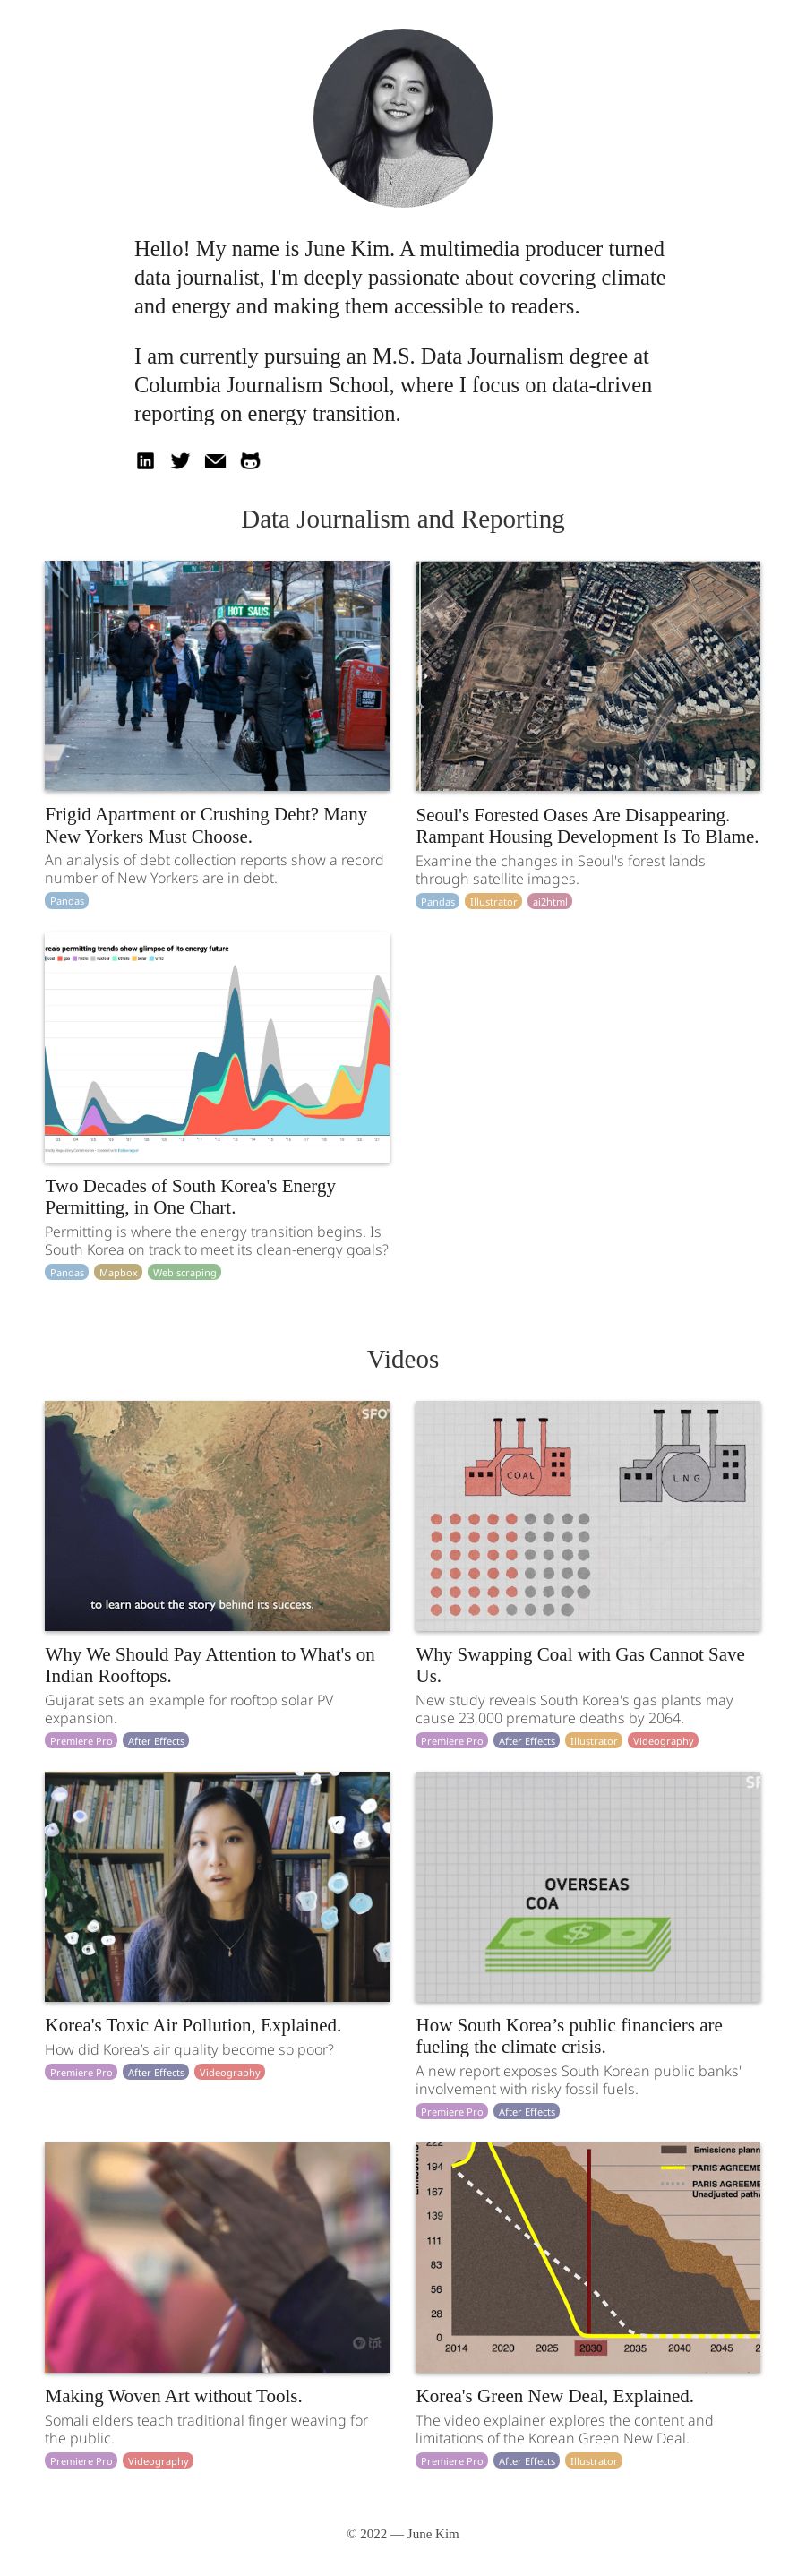 Hello! My name is June Kim. A multimedia producer turned
data journalist, I'm deeply passionate about covering climate
and energy and making them accessible to readers.
I am currently pursuing an M.S. Data Journalism degree at
Columbia Journalism School, where I focus on data-driven
reporting on energy transition.
in
Data Journalism and Reporting
HOT SAUS
Frigid Apartment or Crushing Debt? Many
New Yorkers Must Choose.
An analysis of debt collection reports show a record
number of New Yorkers are in debt.
Pandas
Seoul's Forested Oases Are Disappearing.
Rampant Housing Development Is To Blame.
Examine the changes in Seoul's forest lands
through satellite images.
Pandas Illustrator ai2html
rea's permitting trends show glimpse of its energy future
Two Decades of South Korea's Energy
Permitting, in One Chart.
Permitting is where the energy transition begins. Is
South Korea on track to meet its clean-energy goals?
Pandas Mapbox Web scraping
Videos
SFO
to learn about the story behind its success.
Why We Should Pay Attention to What's on
Indian Rooftops.
Gujarat sets an example for rooftop solar PV
expansion.
Premiere Pro After Effects
COAL LNG
Why Swapping Coal with Gas Cannot Save
Us.
New study reveals South Korea's gas plants may
cause 23,000 premature deaths by 2064.
Premiere Pro After Effects Illustrator Videography
Korea's Toxic Air Pollution, Explained.
How did Korea’s air quality become so poor?
Premiere Pro After Effects Videography
OVERSEAS
COA
$
How South Korea’s public financiers are
fueling the climate crisis.
A new report exposes South Korean public banks'
involvement with risky fossil fuels.
Premiere Pro After Effects
Making Woven Art without Tools.
Somali elders teach traditional finger weaving for
the public.
Premiere Pro Videography
Emissions plann
PARIS AGREEME
PARIS AGREEME
Unadjusted path
222
194
167
139
111
83
56
28
0
2014 2020 2025 2030 2035 2040 2045 2
Korea's Green New Deal, Explained.
The video explainer explores the content and
limitations of the Korean Green New Deal.
Premiere Pro After Effects Illustrator
© 2022 — June Kim